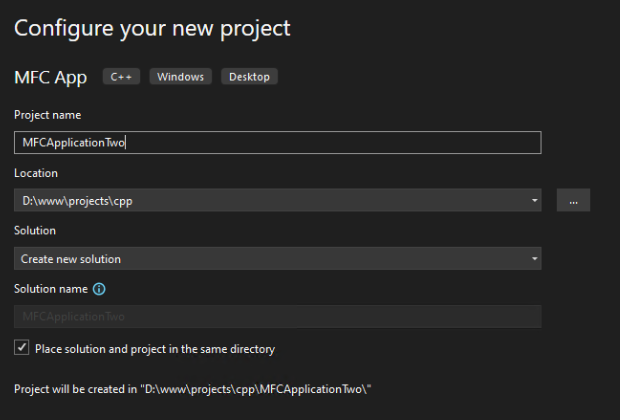 Configure your new project
MFC App C++ Windows Desktop
Project name
MFCApplicationTwo
Location
D:\www\projects\cpp
...
Solution
Create new solution
Solution name
MFCApplicationTwo
Place solution and project in the same directory
Project will be created in "D:\www\projects\cpp\MFCApplicationTwo\"